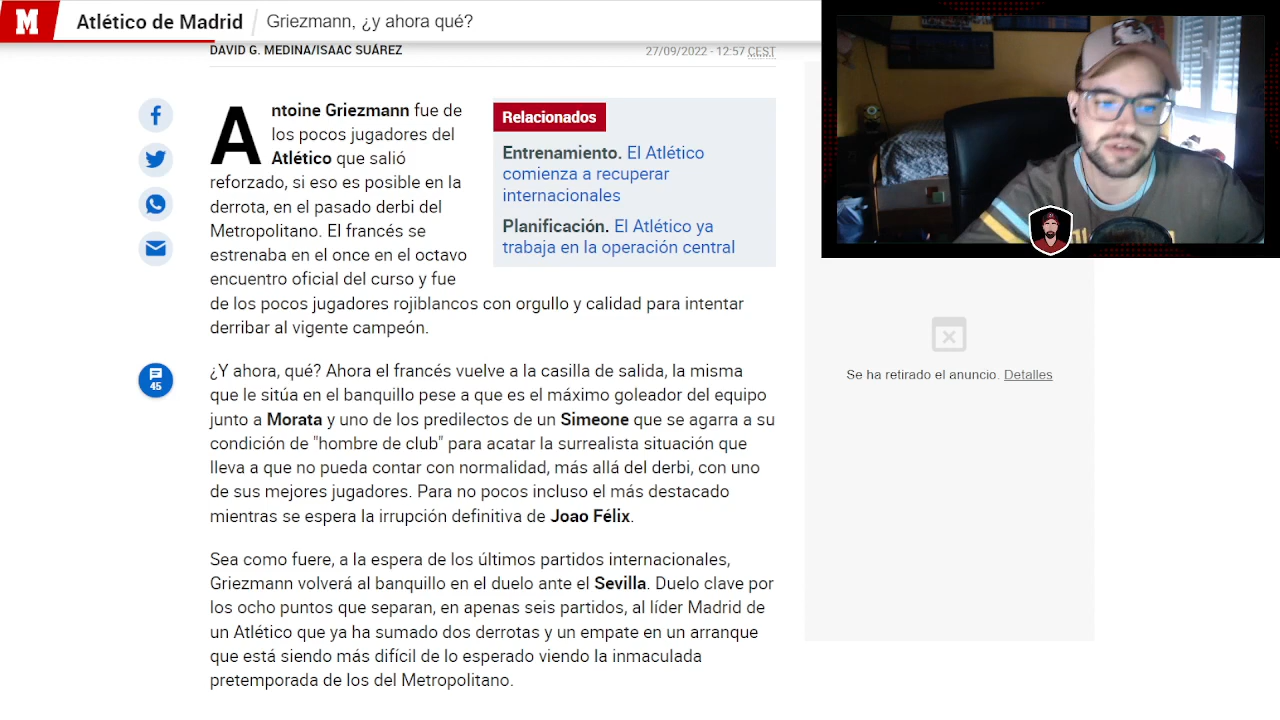 M
Atlético de Madrid
Griezmann, ¿y ahora qué?
DAVID G. MEDINA/ISAAC SUÁREZ
27/09/2022 - 12:57 CEST
Antoine Griezmann fue de
los pocos jugadores del
Atlético que salió
reforzado, si eso es posible en la
derrota, en el pasado derbi del
Metropolitano. El francés se
estrenaba en el once en el octavo
encuentro oficial del curso y fue
de los pocos jugadores rojiblancos con orgullo y calidad para intentar
derribar al vigente campeón.
Relacionados
Entrenamiento. El Atlético
comienza a recuperar
internacionales
Planificación. El Atlético ya
trabaja en la operación central
45
¿Y ahora, qué? Ahora el francés vuelve a la casilla de salida, la misma
que le sitúa en el banquillo pese a que es el máximo goleador del equipo
junto a Morata y uno de los predilectos de un Simeone que se agarra a su
condición de "hombre de club" para acatar la surrealista situación que
lleva a que no pueda contar con normalidad, más allá del derbi, con uno
de sus mejores jugadores. Para no pocos incluso el más destacado
mientras se espera la irrupción definitiva de Joao Félix.
Sea como fuere, a la espera de los últimos partidos internacionales,
Griezmann volverá al banquillo en el duelo ante el Sevilla. Duelo clave por
los ocho puntos que separan, en apenas seis partidos, al líder Madrid de
un Atlético que ya ha sumado dos derrotas y un empate en un arranque
que está siendo más difícil de lo esperado viendo la inmaculada
pretemporada de los del Metropolitano.
Se ha retirado el anuncio. Detalles